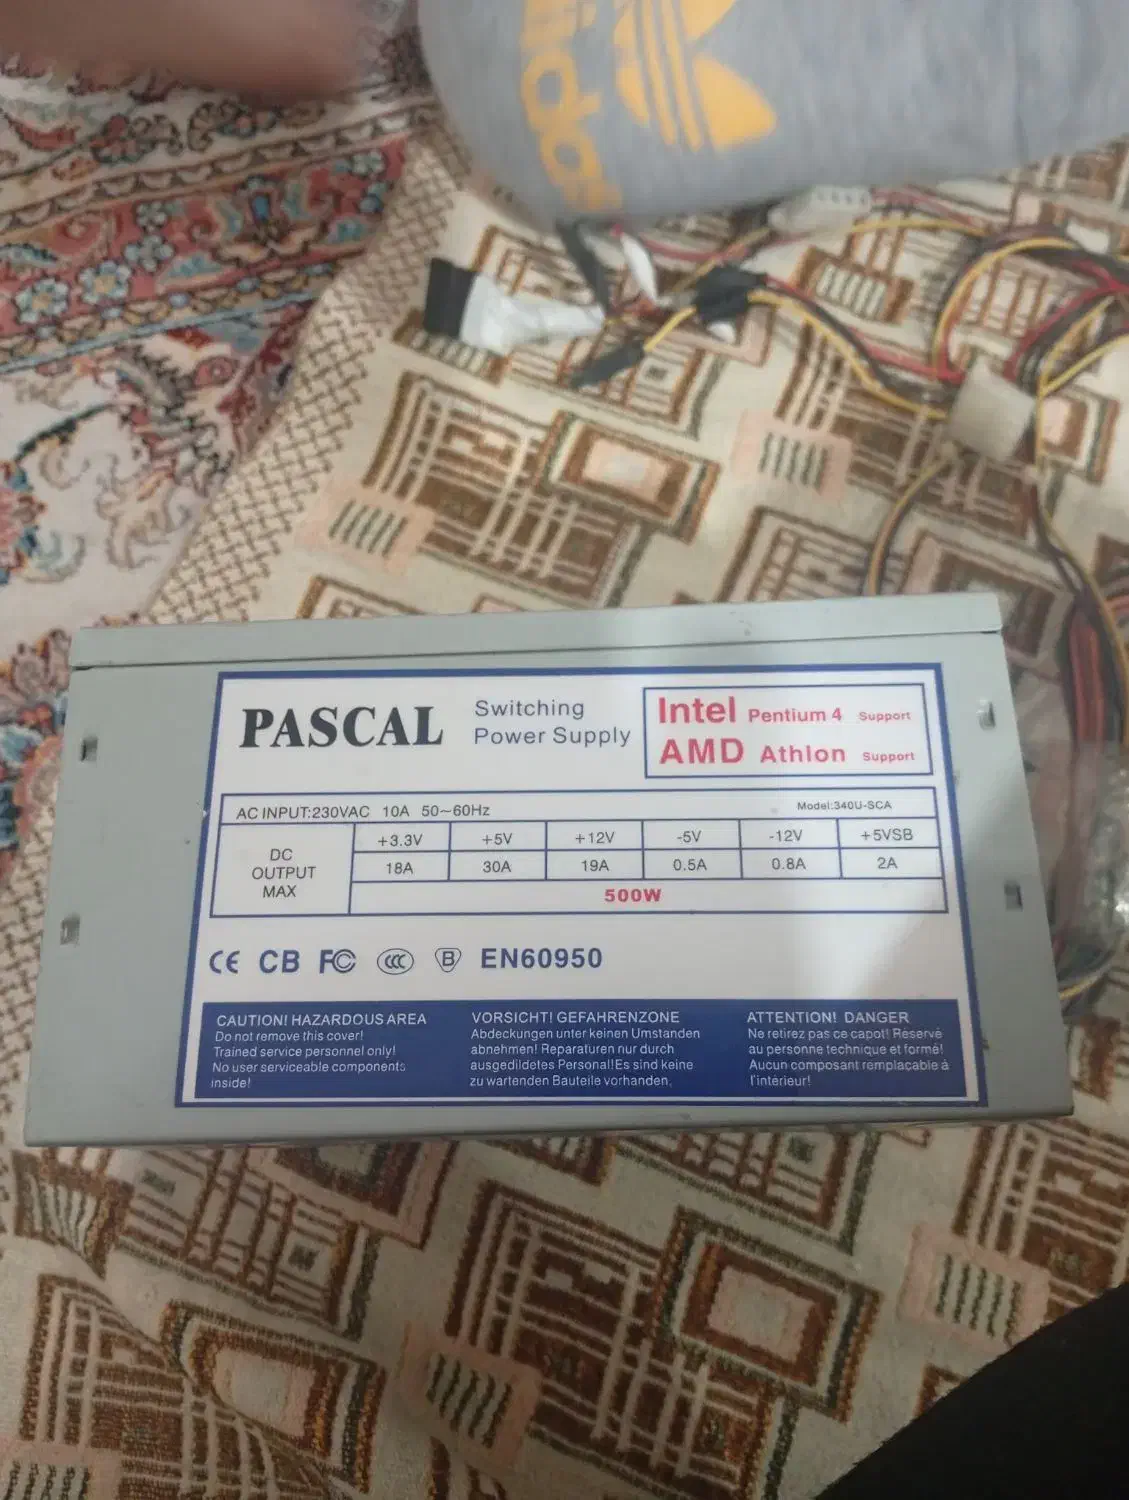 adidas
PASCAL
Switching
Power Supply
Intel Pentium 4 Support
AMD Athlon Support
AC INPUT:230VAC 10A 50~60Hz
Model:340U-SCA
DC
OUTPUT
MAX
+3.3V +5V +12V -5V -12V +5VSB
18A 30A 19A 0.5A 0.8A 2A
500W
CE CB FC CCC B EN60950
CAUTION! HAZARDOUS AREA
Do not remove this cover!
Trained service personnel only!
No user serviceable components
inside!
VORSICHT! GEFAHRENZONE
Abdeckungen unter keinen Umstanden
abnehmen! Reparaturen nur durch
ausgedildetes Personal!Es sind keine
zu wartenden Bauteile vorhanden.
ATTENTION! DANGER
Ne retirez pas ce capot! Réservé
au personne technique et formé!
Aucun composant remplaçable à
l'intérieur!